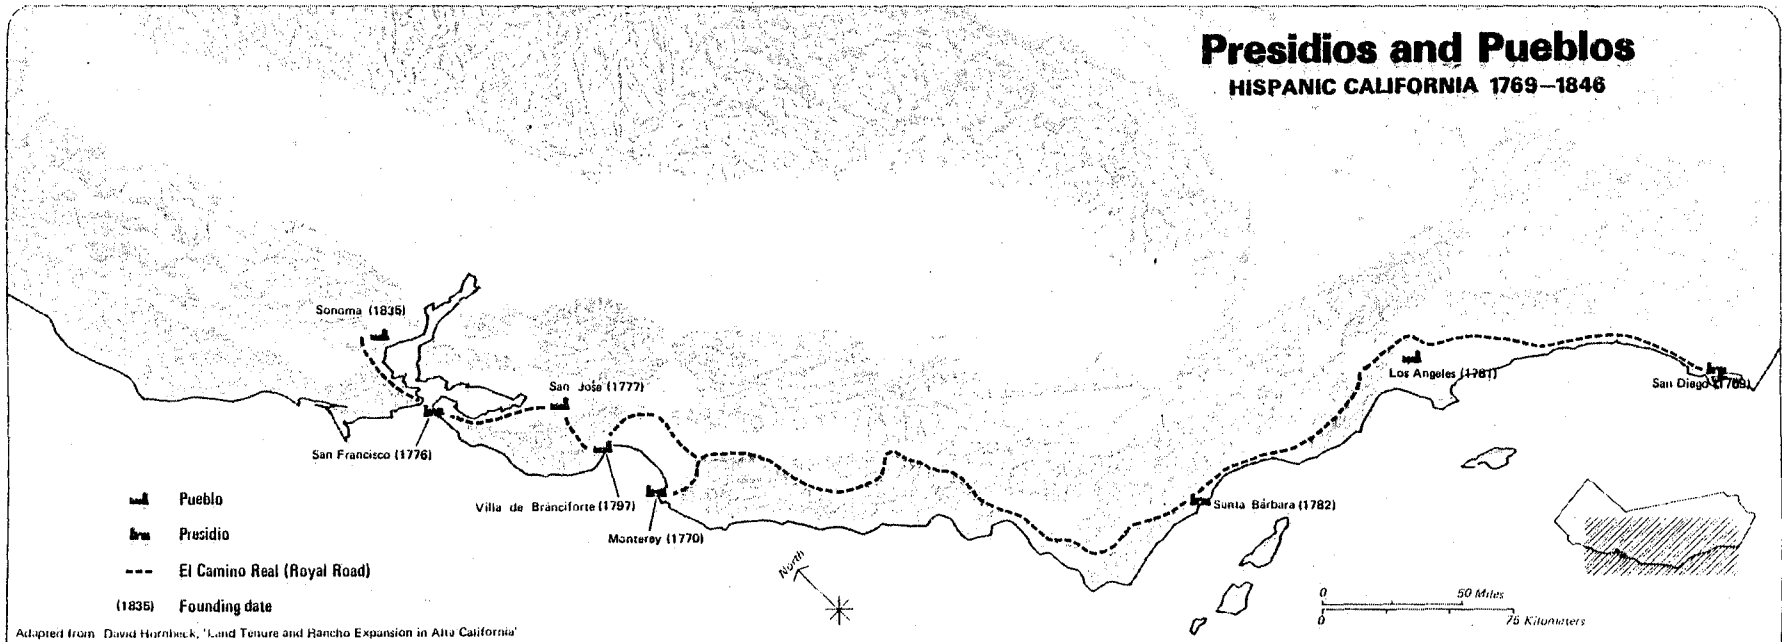 Presidios and Pueblos
HISPANIC CALIFORNIA 1769–1846
Sonoma (1835)
San José (1777)
Los Angeles (1781)
San Diego (1769)
San Francisco (1776)
Villa de Branciforte (1797)
Santa Bárbara (1782)
Monterey (1770)
Pueblo
Presidio
El Camino Real (Royal Road)
(1835) Founding date
North
0 50 Miles
0 75 Kilometers
Adapted from David Hornbeck, 'Land Tenure and Rancho Expansion in Alta California'